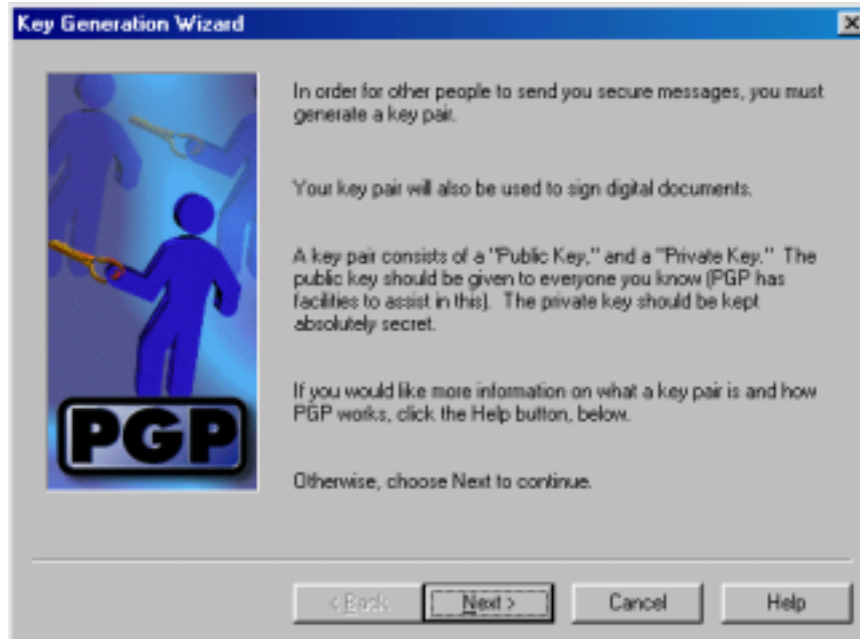 Key Generation Wizard
In order for other people to send you secure messages, you must
generate a key pair.
Your key pair will also be used to sign digital documents.
A key pair consists of a "Public Key," and a "Private Key." The
public key should be given to everyone you know (PGP has
facilities to assist in this). The private key should be kept
absolutely secret.
If you would like more information on what a key pair is and how
PGP works, click the Help button, below.
PGP
Otherwise, choose Next to continue.
< Back
Next >
Cancel
Help